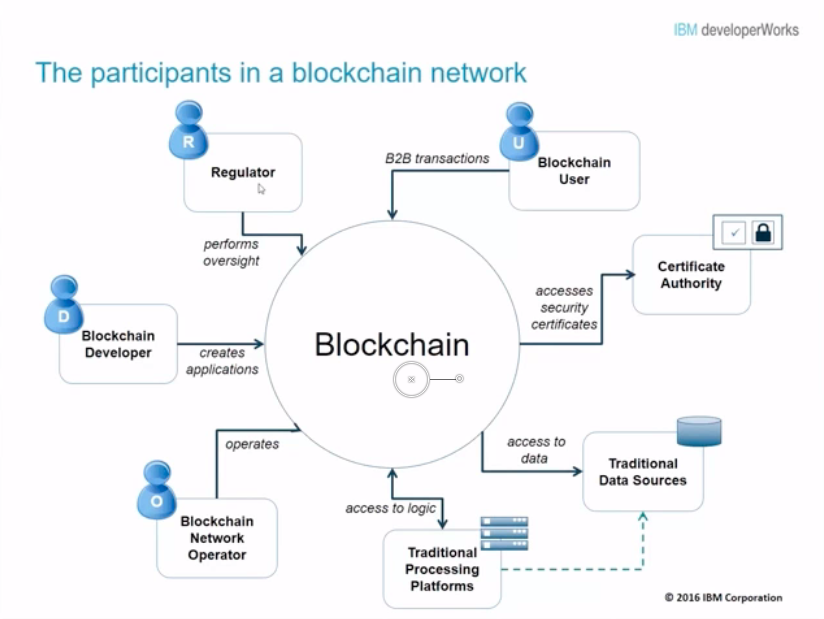 IBM developerWorks
The participants in a blockchain network
R
Regulator
performs
oversight
B2B transactions
U
Blockchain
User
Certificate
Authority
accesses
security
certificates
D
Blockchain
Developer
creates
applications
Blockchain
operates
O
Blockchain
Network
Operator
access to logic
Traditional
Processing
Platforms
access to
data
Traditional
Data Sources
© 2016 IBM Corporation